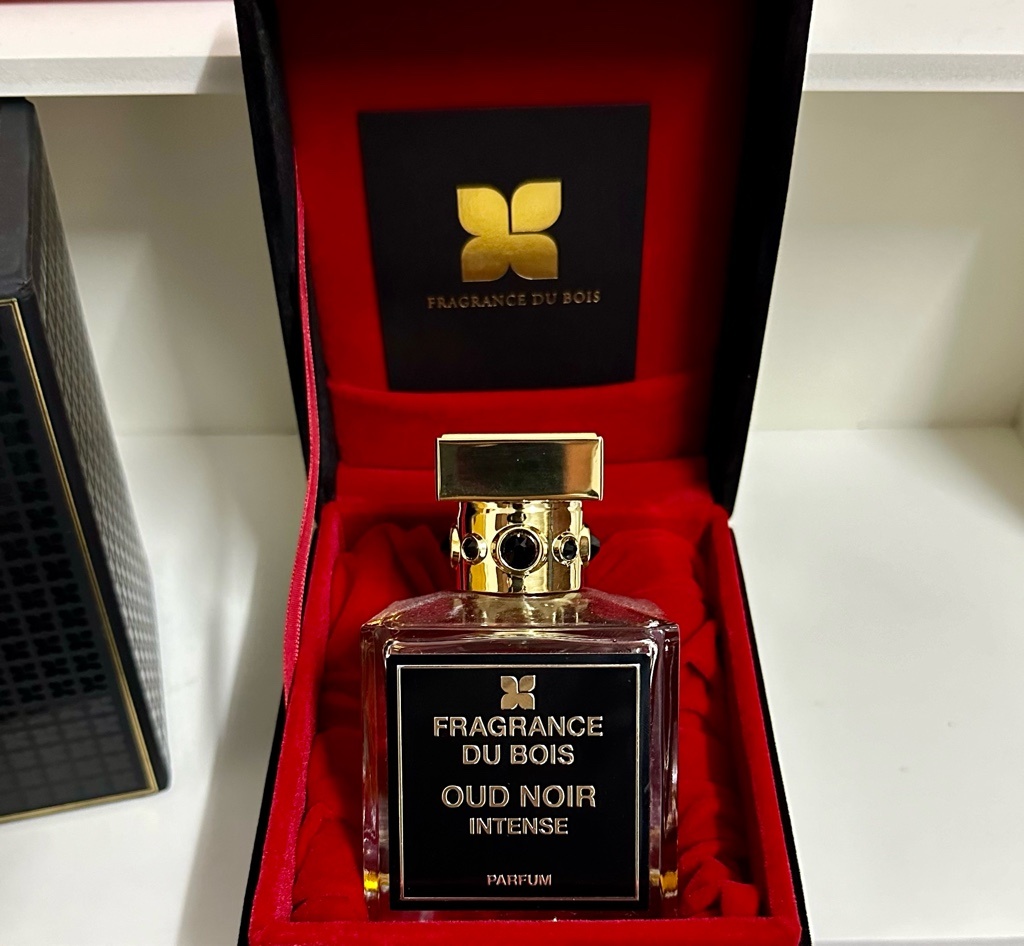 FRAGRANCE DU BOIS
FRAGRANCE
DU BOIS
OUD NOIR
INTENSE
PARFUM